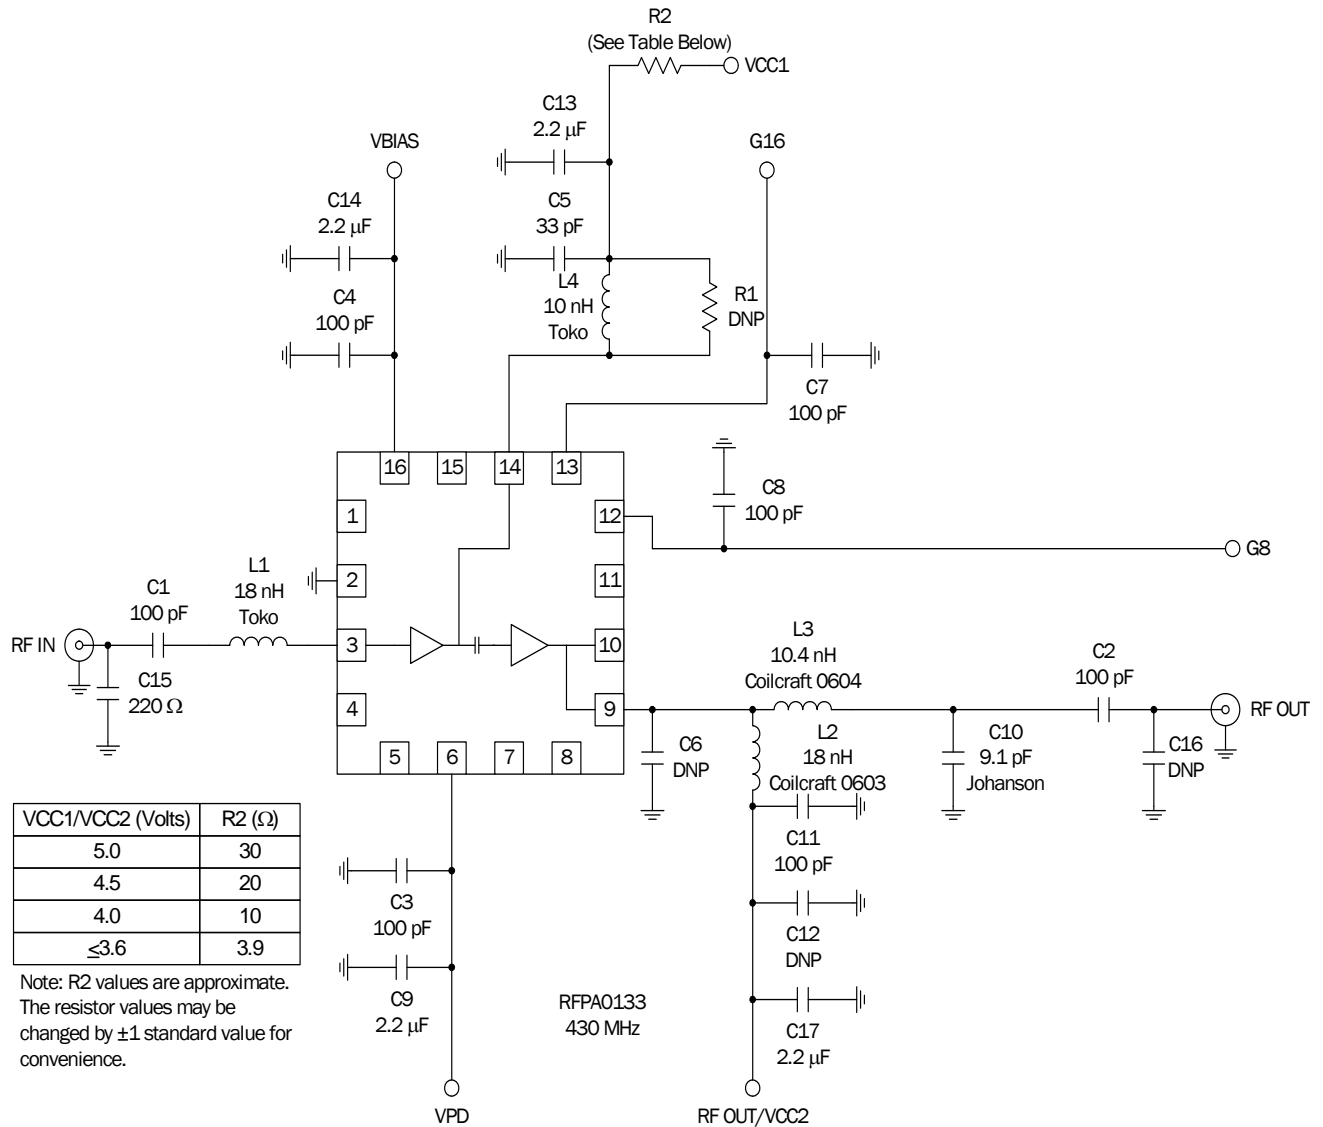 R2
(See Table Below)
VCC1
C13
2.2 μF
VBIAS
G16
C14
2.2 μF
C5
33 pF
L4
10 nH
Toko
R1
DNP
C4
100 pF
C7
100 pF
16
15
14
13
C8
100 pF
1
12
G8
2
11
L1
18 nH
Toko
C1
100 pF
RF IN
3
10
C15
220 Ω
4
9
L3
10.4 nH
Coilcraft 0604
C2
100 pF
RF OUT
C6
DNP
L2
18 nH
Coilcraft 0603
C10
9.1 pF
Johanson
C16
DNP
5
6
7
8
C11
100 pF
VCC1/VCC2 (Volts) R2 (Ω)
5.0 30
4.5 20
4.0 10
≤3.6 3.9
Note: R2 values are approximate.
The resistor values may be
changed by ±1 standard value for
convenience.
C3
100 pF
C12
DNP
C9
2.2 μF
RFPA0133
430 MHz
C17
2.2 μF
VPD
RF OUT/VCC2